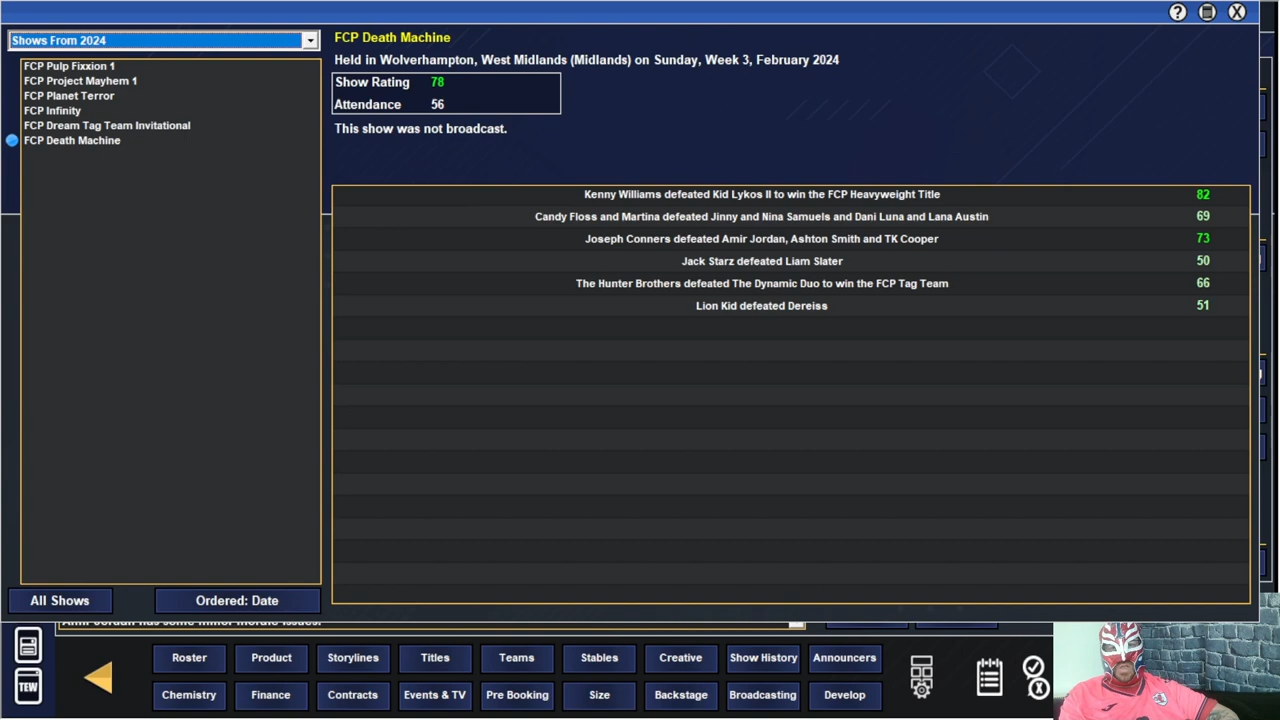 Shows From 2024
FCP Pulp Fixxion 1
FCP Project Mayhem 1
FCP Planet Terror
FCP Infinity
FCP Dream Tag Team Invitational
FCP Death Machine
FCP Death Machine
Held in Wolverhampton, West Midlands (Midlands) on Sunday, Week 3, February 2024
Show Rating 78
Attendance 56
This show was not broadcast.
Kenny Williams defeated Kid Lykos II to win the FCP Heavyweight Title 82
Candy Floss and Martina defeated Jinny and Nina Samuels and Dani Luna and Lana Austin 69
Joseph Conners defeated Amir Jordan, Ashton Smith and TK Cooper 73
Jack Starz defeated Liam Slater 50
The Hunter Brothers defeated The Dynamic Duo to win the FCP Tag Team 66
Lion Kid defeated Dereiss 51
All Shows
Ordered: Date
Amir Jordan has some minor morale issues.
Roster Product Storylines Titles Teams Stables Creative Show History Announcers
TEW
Chemistry Finance Contracts Events & TV Pre Booking Size Backstage Broadcasting Develop